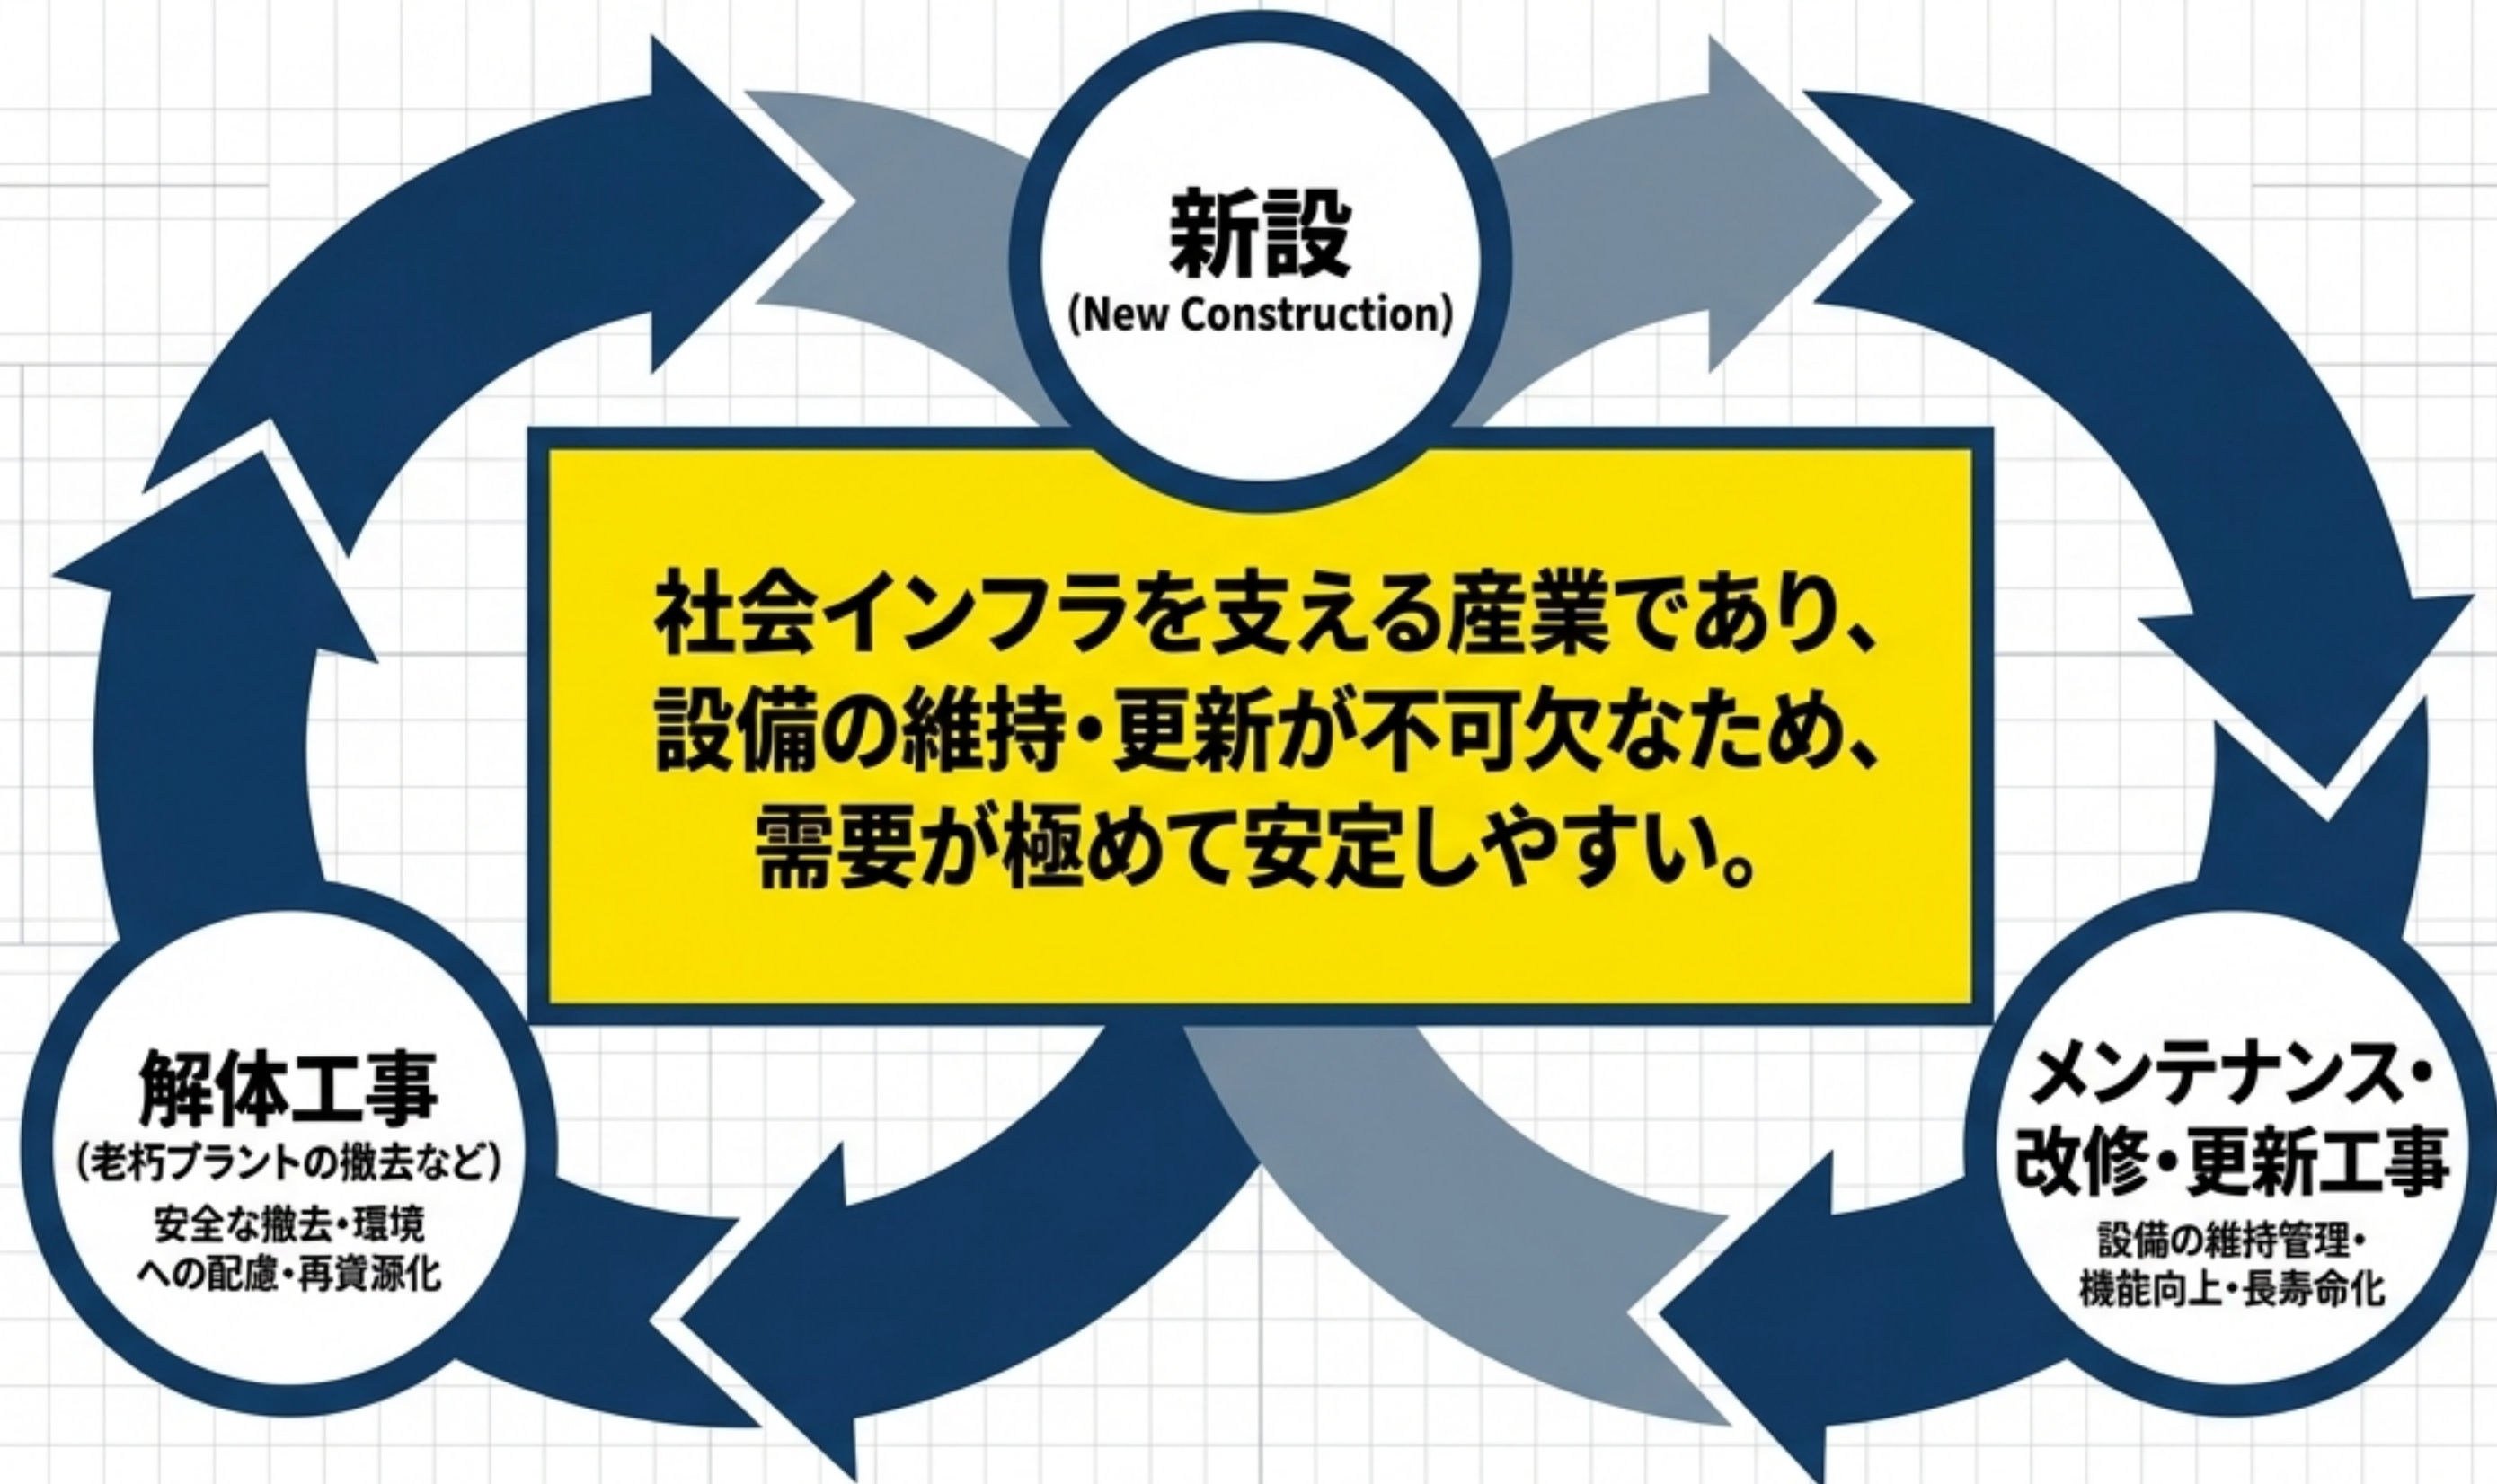 新設
(New Construction)
社会インフラを支える産業であり、
設備の維持・更新が不可欠なため、
需要が極めて安定しやすい。
解体工事
(老朽プラントの撤去など)
安全な撤去・環境
への配慮・再資源化
メンテナンス・
改修・更新工事
設備の維持管理・
機能向上・長寿命化